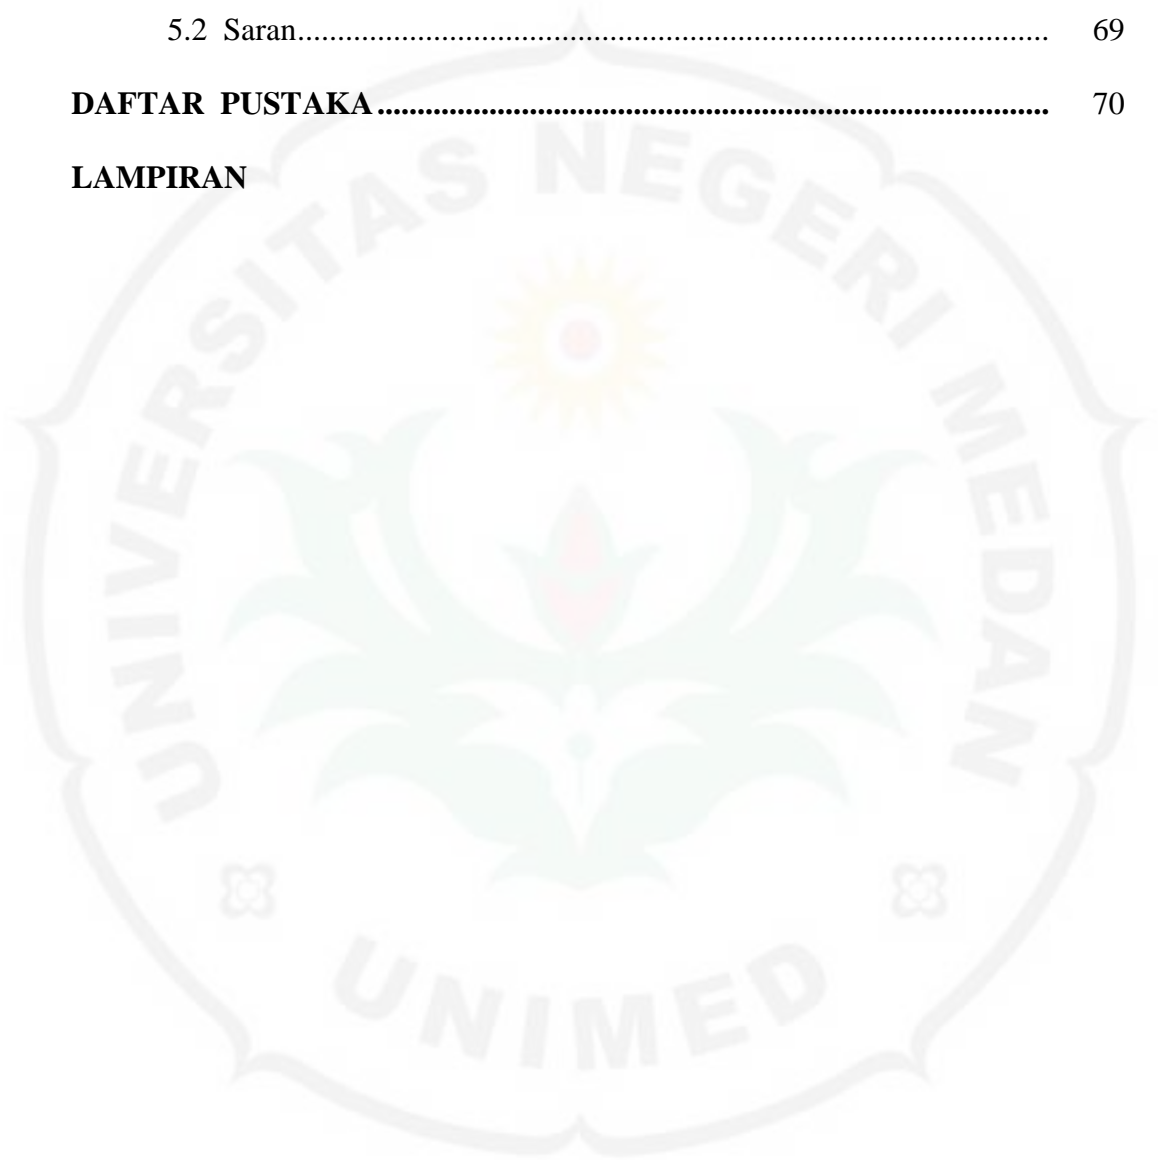 5.2 Saran............................................................................................. 69
DAFTAR PUSTAKA..................................................................................... 70
LAMPIRAN
UNIVERSITAS NEGERI MEDAN
UNIMED